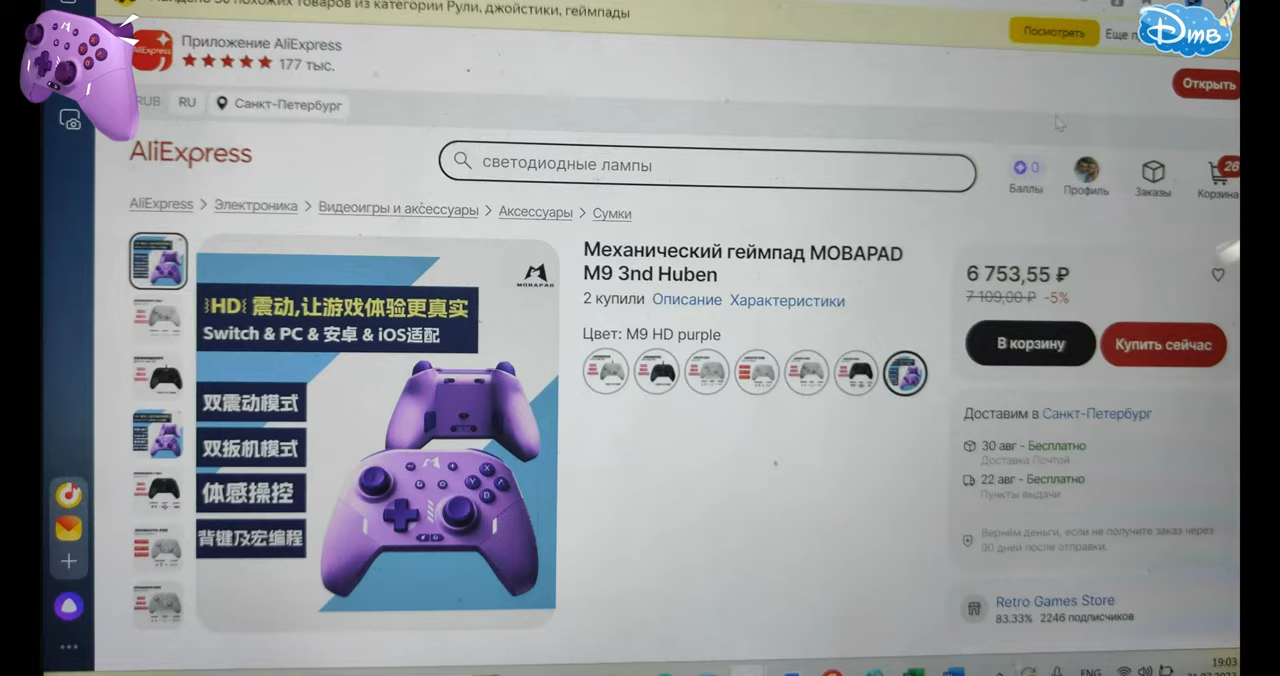 Найдено 30 похожих товаров из категории Рули, джойстики, геймпады
Посмотреть
Еще
Dmв
AliExpress
Приложение AliExpress
177 тыс.
Открыть
RUB
RU
Санкт-Петербург
AliExpress
светодиодные лампы
0
Баллы
Профиль
Заказы
26
Корзина
AliExpress > Электроника > Видеоигры и аксессуары > Аксессуары > Сумки
MOBAPAD
HD 震动,让游戏体验更真实
Switch & PC & 安卓 & iOS适配
双震动模式
双扳机模式
体感操控
背键及宏编程
Механический геймпад MOBAPAD
M9 3nd Huben
2 купили Описание Характеристики
Цвет: M9 HD purple
6 753,55 ₽
7 109,00 ₽ -5%
В корзину
Купить сейчас
Доставим в Санкт-Петербург
30 авг - Бесплатно
Доставка Почтой
22 авг - Бесплатно
Пункты выдачи
Вернём деньги, если не получите заказ через
90 дней после отправки.
Retro Games Store
83.33% 2246 подписчиков
ENG
19:03